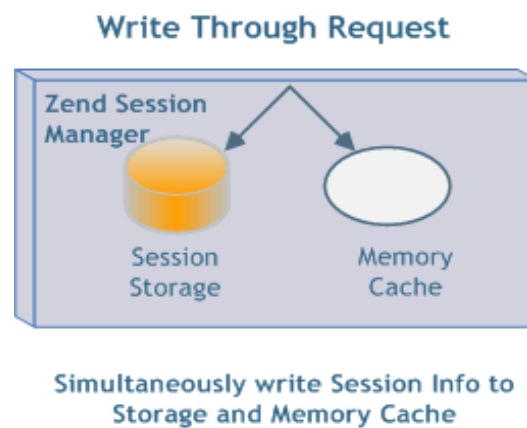 Write Through Request
Zend Session
Manager
Session
Storage
Memory
Cache
Simultaneously write Session Info to
Storage and Memory Cache